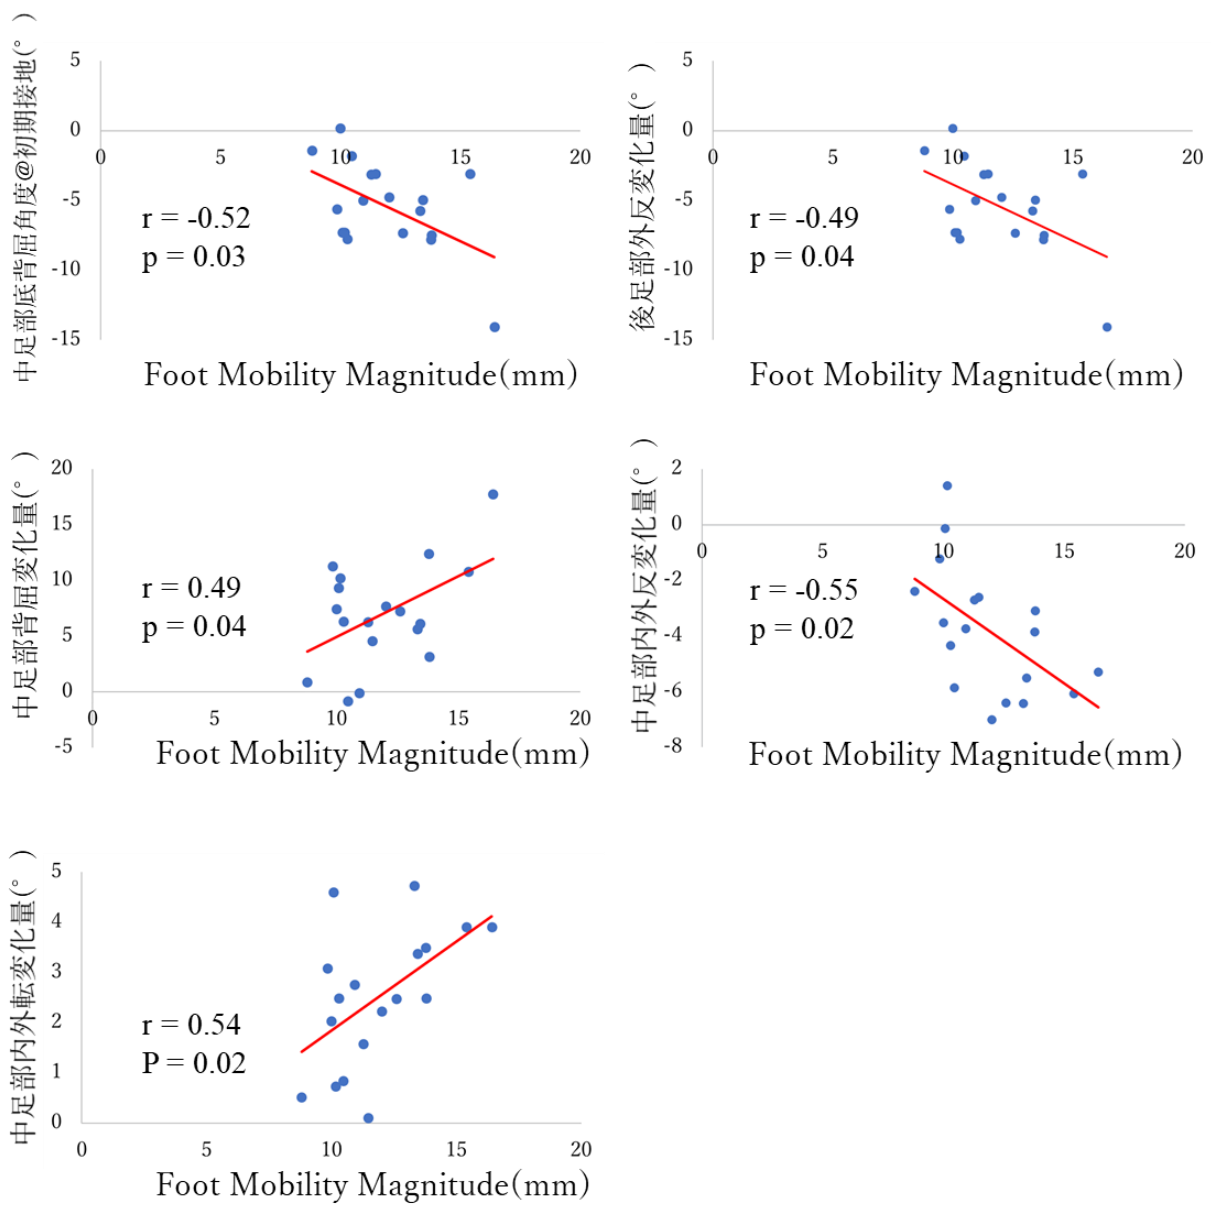 中足部底背屈角度@初期接地(°)
5
0
-5
-10
-15
0
5
10
15
20
r = -0.52
p = 0.03
Foot Mobility Magnitude(mm)
後足部外反変化量(°)
5
0
-5
-10
-15
0
5
10
15
20
r = -0.49
p = 0.04
Foot Mobility Magnitude(mm)
中足部背屈変化量(°)
20
15
10
5
0
-5
0
5
10
15
20
r = 0.49
p = 0.04
Foot Mobility Magnitude(mm)
中足部内外反変化量(°)
2
0
-2
-4
-6
-8
0
5
10
15
20
r = -0.55
p = 0.02
Foot Mobility Magnitude(mm)
中足部内外転変化量(°)
5
4
3
2
1
0
0
5
10
15
20
r = 0.54
P = 0.02
Foot Mobility Magnitude(mm)